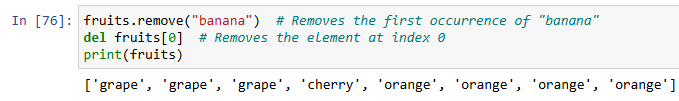 In [76]: fruits.remove("banana")  # Removes the first occurrence of "banana"
del fruits[0]  # Removes the element at index 0
print(fruits)
['grape', 'grape', 'grape', 'cherry', 'orange', 'orange', 'orange', 'orange']